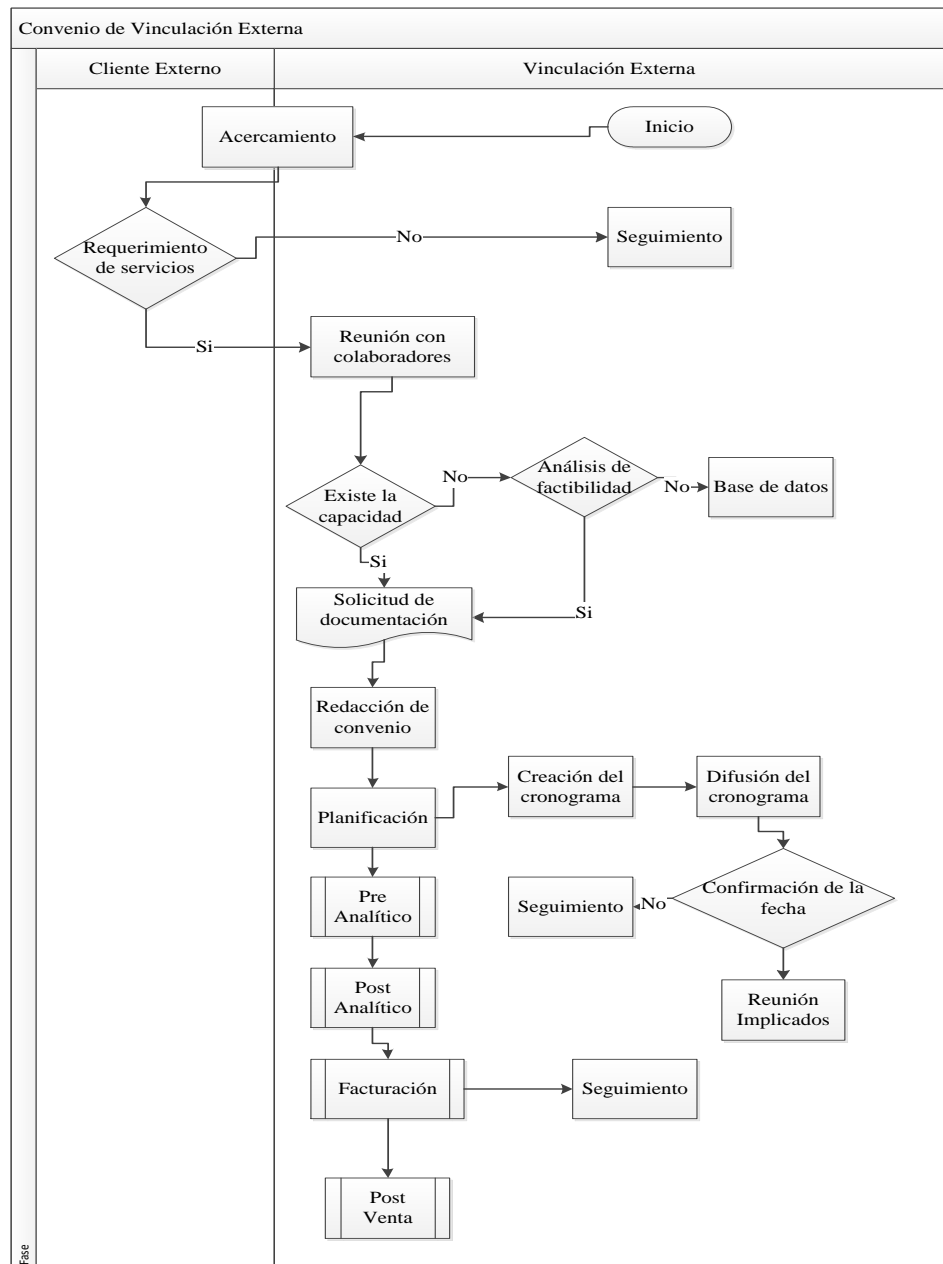 Convenio de Vinculación Externa
Cliente Externo
Vinculación Externa
Inicio
Acercamiento
Requerimiento
de servicios
No
Seguimiento
Si
Reunión con
colaboradores
Existe la
capacidad
No
Análisis de
factibilidad
No
Base de datos
Si
Si
Solicitud de
documentación
Redacción de
convenio
Planificación
Creación del
cronograma
Difusión del
cronograma
Confirmación de la
fecha
No
Seguimiento
Reunión
Implicados
Pre
Analítico
Post
Analítico
Facturación
Seguimiento
Post
Venta
Fase